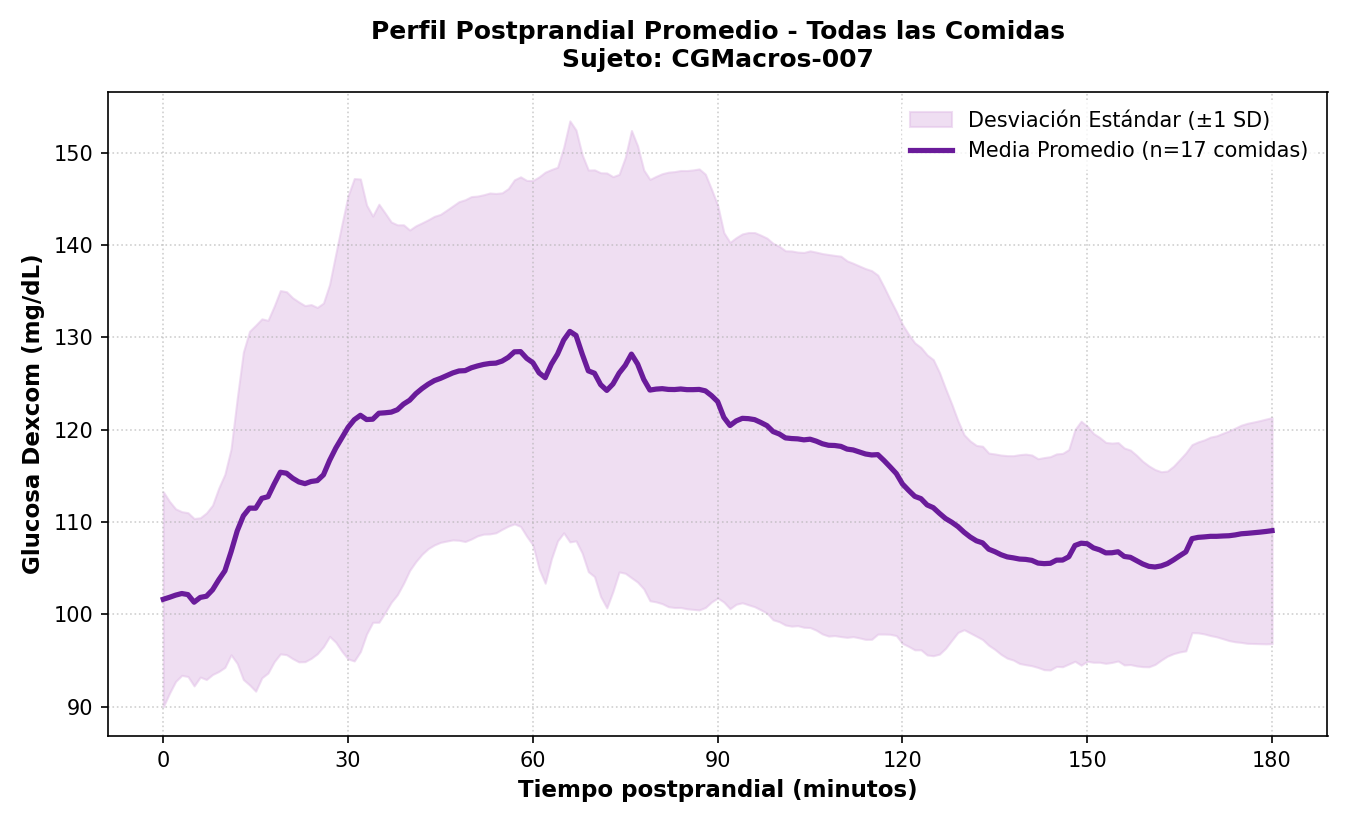 Perfil Postprandial Promedio - Todas las Comidas
Sujeto: CGMacros-007
Desviación Estándar (±1 SD)
Media Promedio (n=17 comidas)
Glucosa Dexcom (mg/dL)
150
140
130
120
110
100
90
0 30 60 90 120 150 180
Tiempo postprandial (minutos)